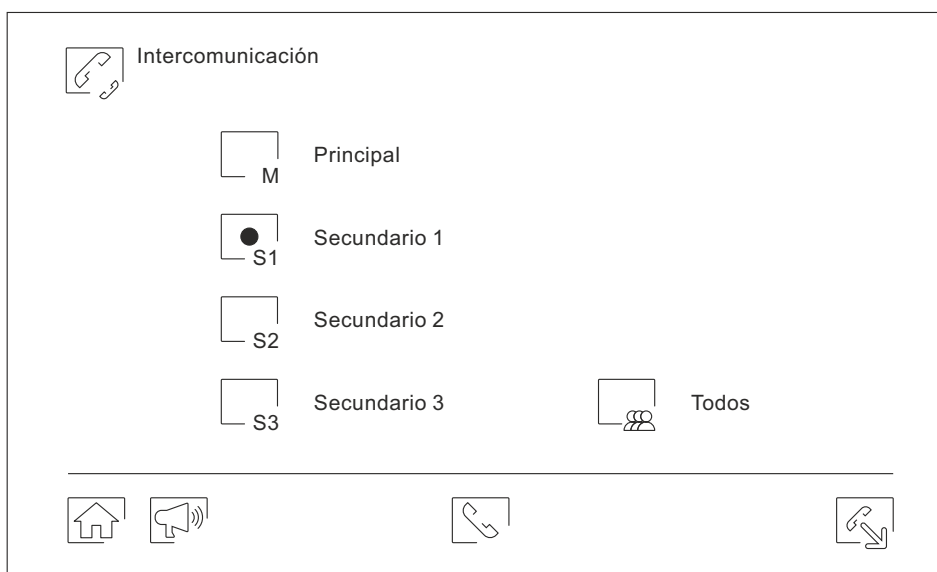 Intercomunicación
M Principal
S1 Secundario 1
S2 Secundario 2
S3 Secundario 3 Todos